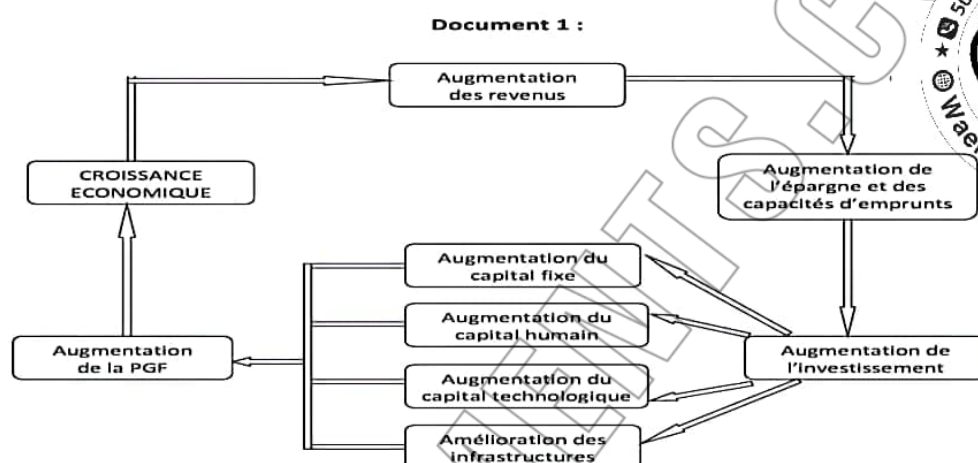 Document 1 :
Augmentation
des revenus
CROISSANCE
ECONOMIQUE
Augmentation de
l'épargne et des
capacités d'emprunts
Augmentation du
capital fixe
Augmentation du
capital humain
Augmentation
de la PGF
Augmentation de
l'investissement
Augmentation du
capital technologique
Amélioration des
infrastructures